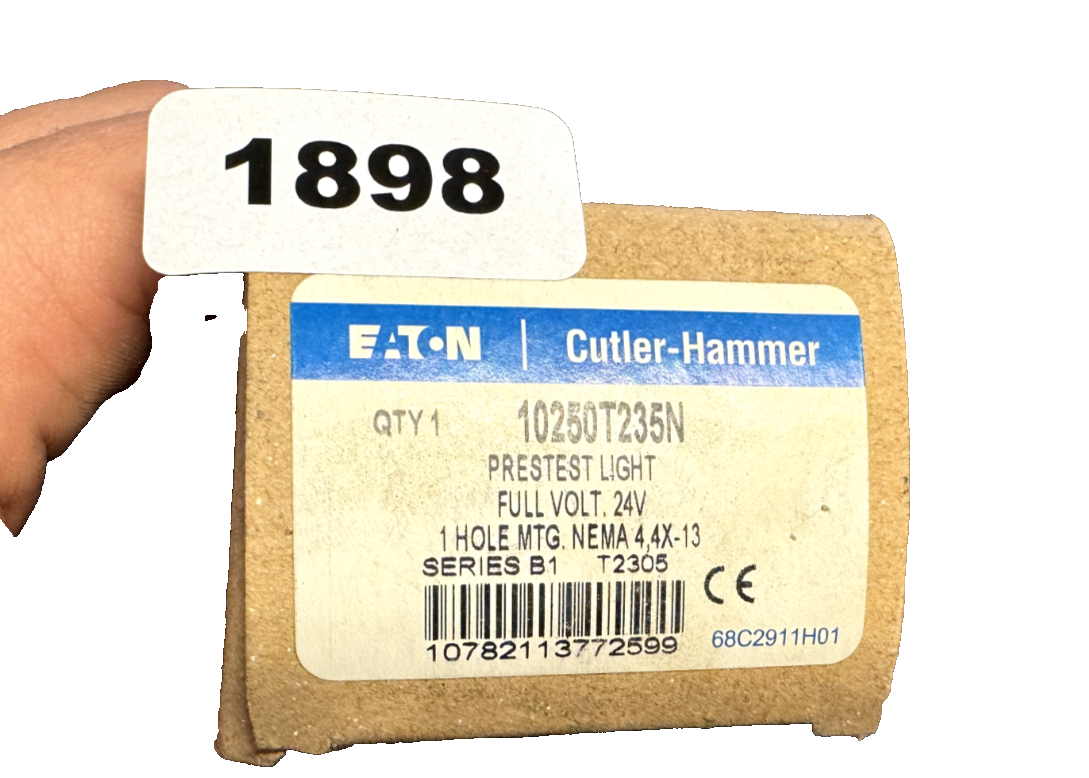 1898
EATON | Cutler-Hammer
QTY 1 10250T235N
PRESTEST LIGHT
FULL VOLT. 24V
1 HOLE MTG. NEMA 4,4X-13
SERIES B1 T2305
CE
10782113772599
68C2911H01